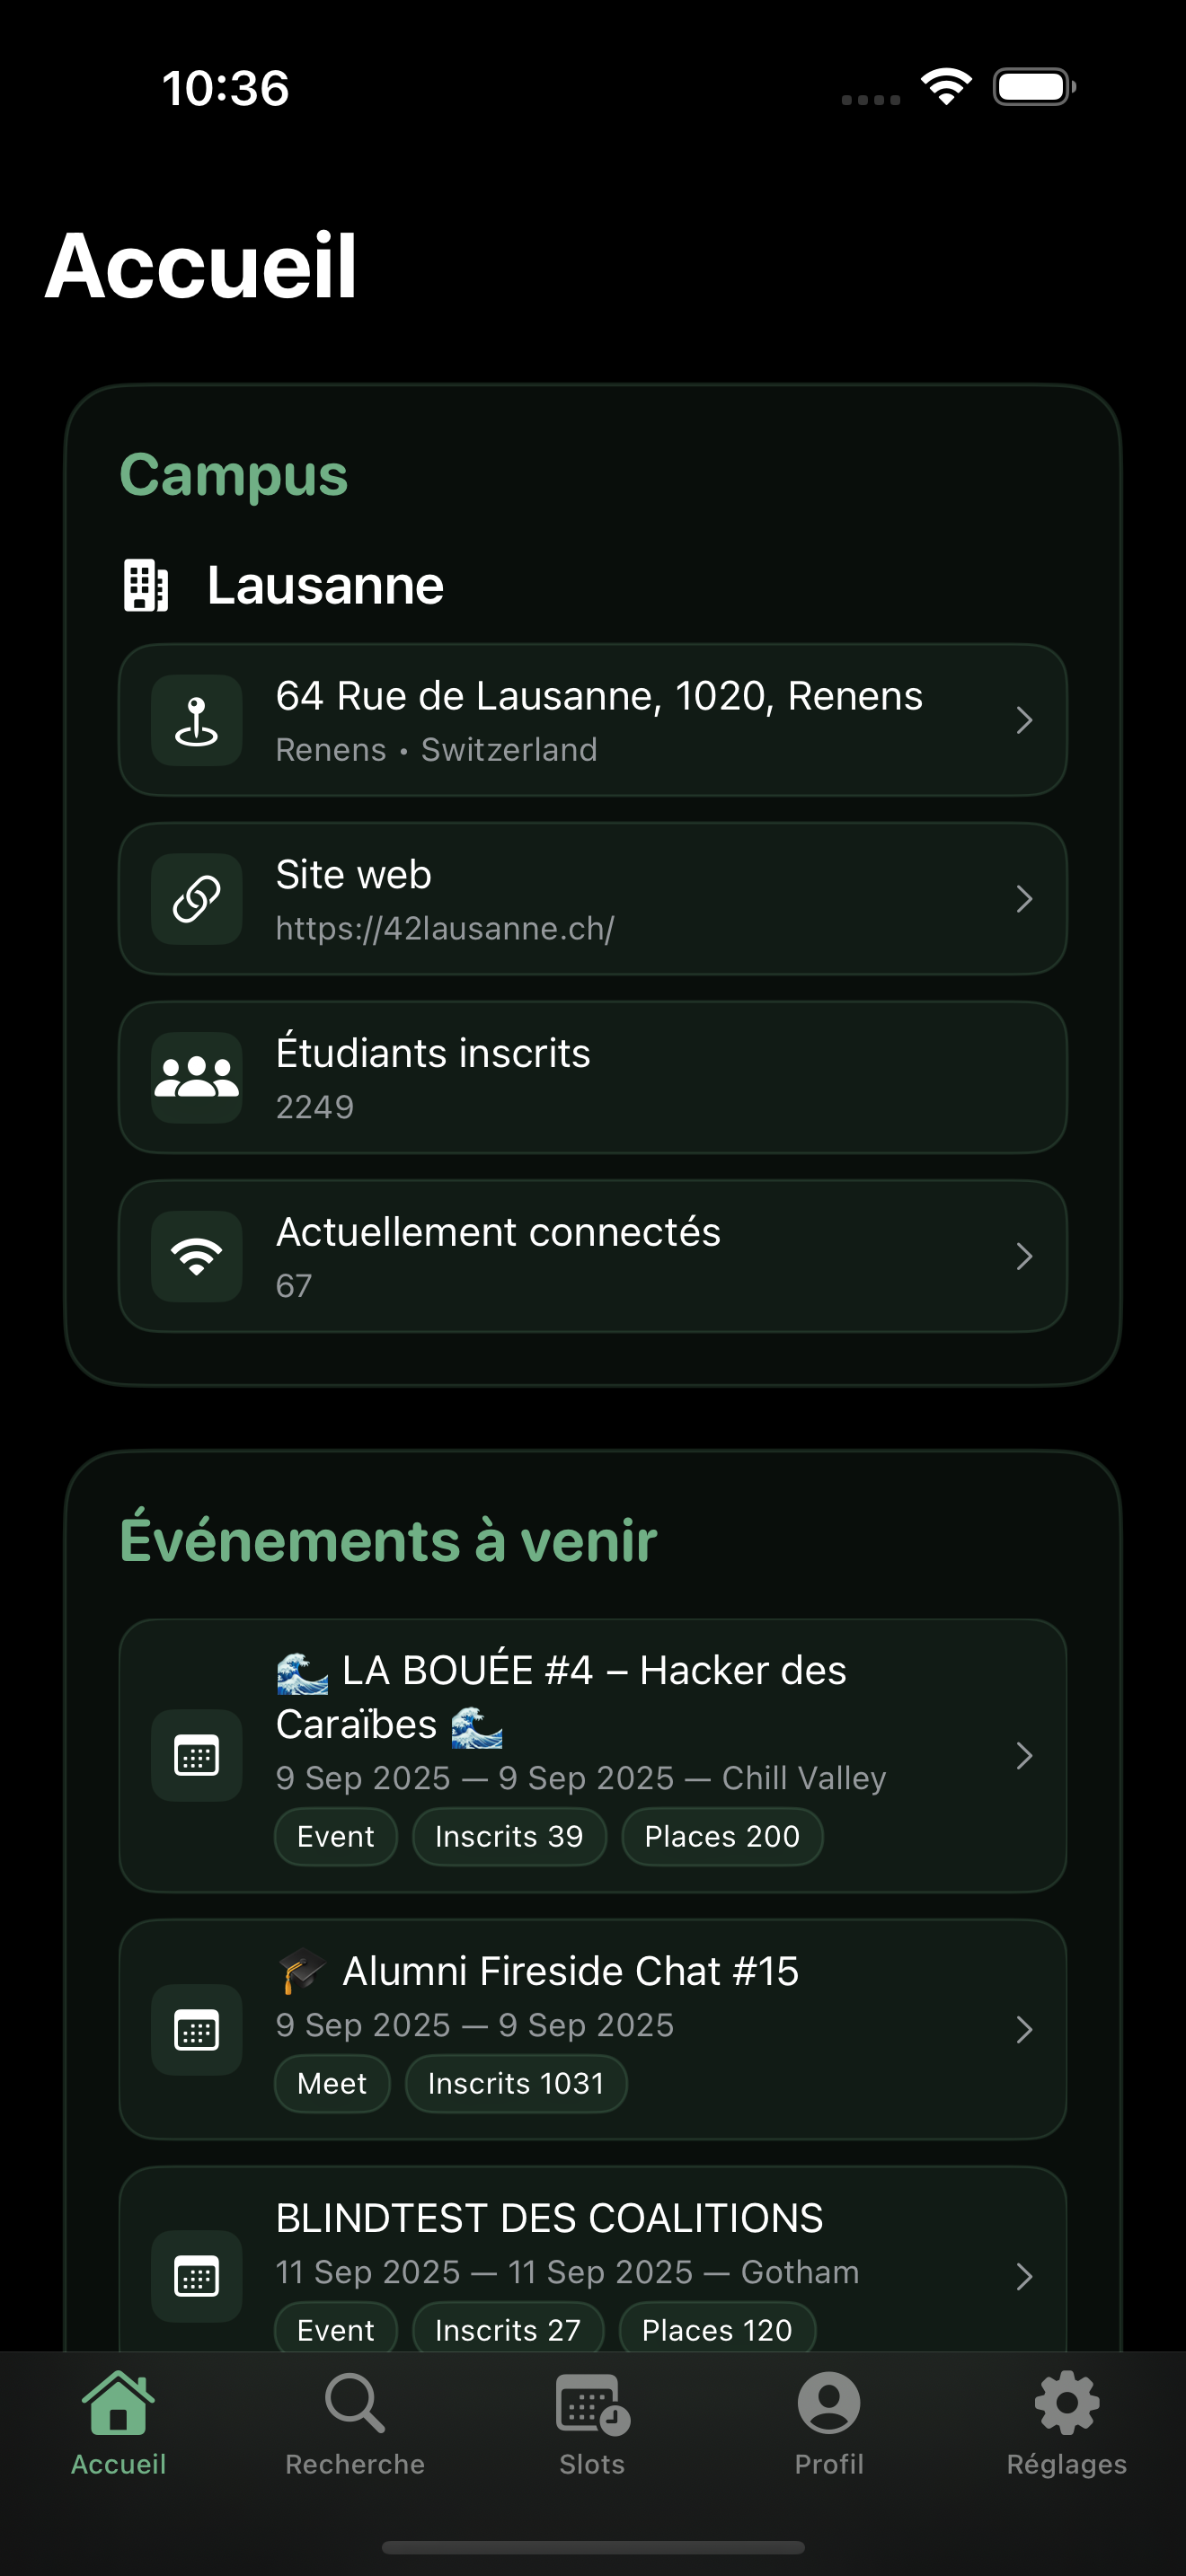 10:36
Accueil
Campus
Lausanne
64 Rue de Lausanne, 1020, Renens
Renens • Switzerland
Site web
https://42lausanne.ch/
Étudiants inscrits
2249
Actuellement connectés
67
Événements à venir
🌊 LA BOUÉE #4 – Hacker des
Caraïbes 🌊
9 Sep 2025 — 9 Sep 2025 — Chill Valley
Event Inscrits 39 Places 200
🎓 Alumni Fireside Chat #15
9 Sep 2025 — 9 Sep 2025
Meet Inscrits 1031
BLINDTEST DES COALITIONS
11 Sep 2025 — 11 Sep 2025 — Gotham
Event Inscrits 27 Places 120
Accueil Recherche Slots Profil Réglages